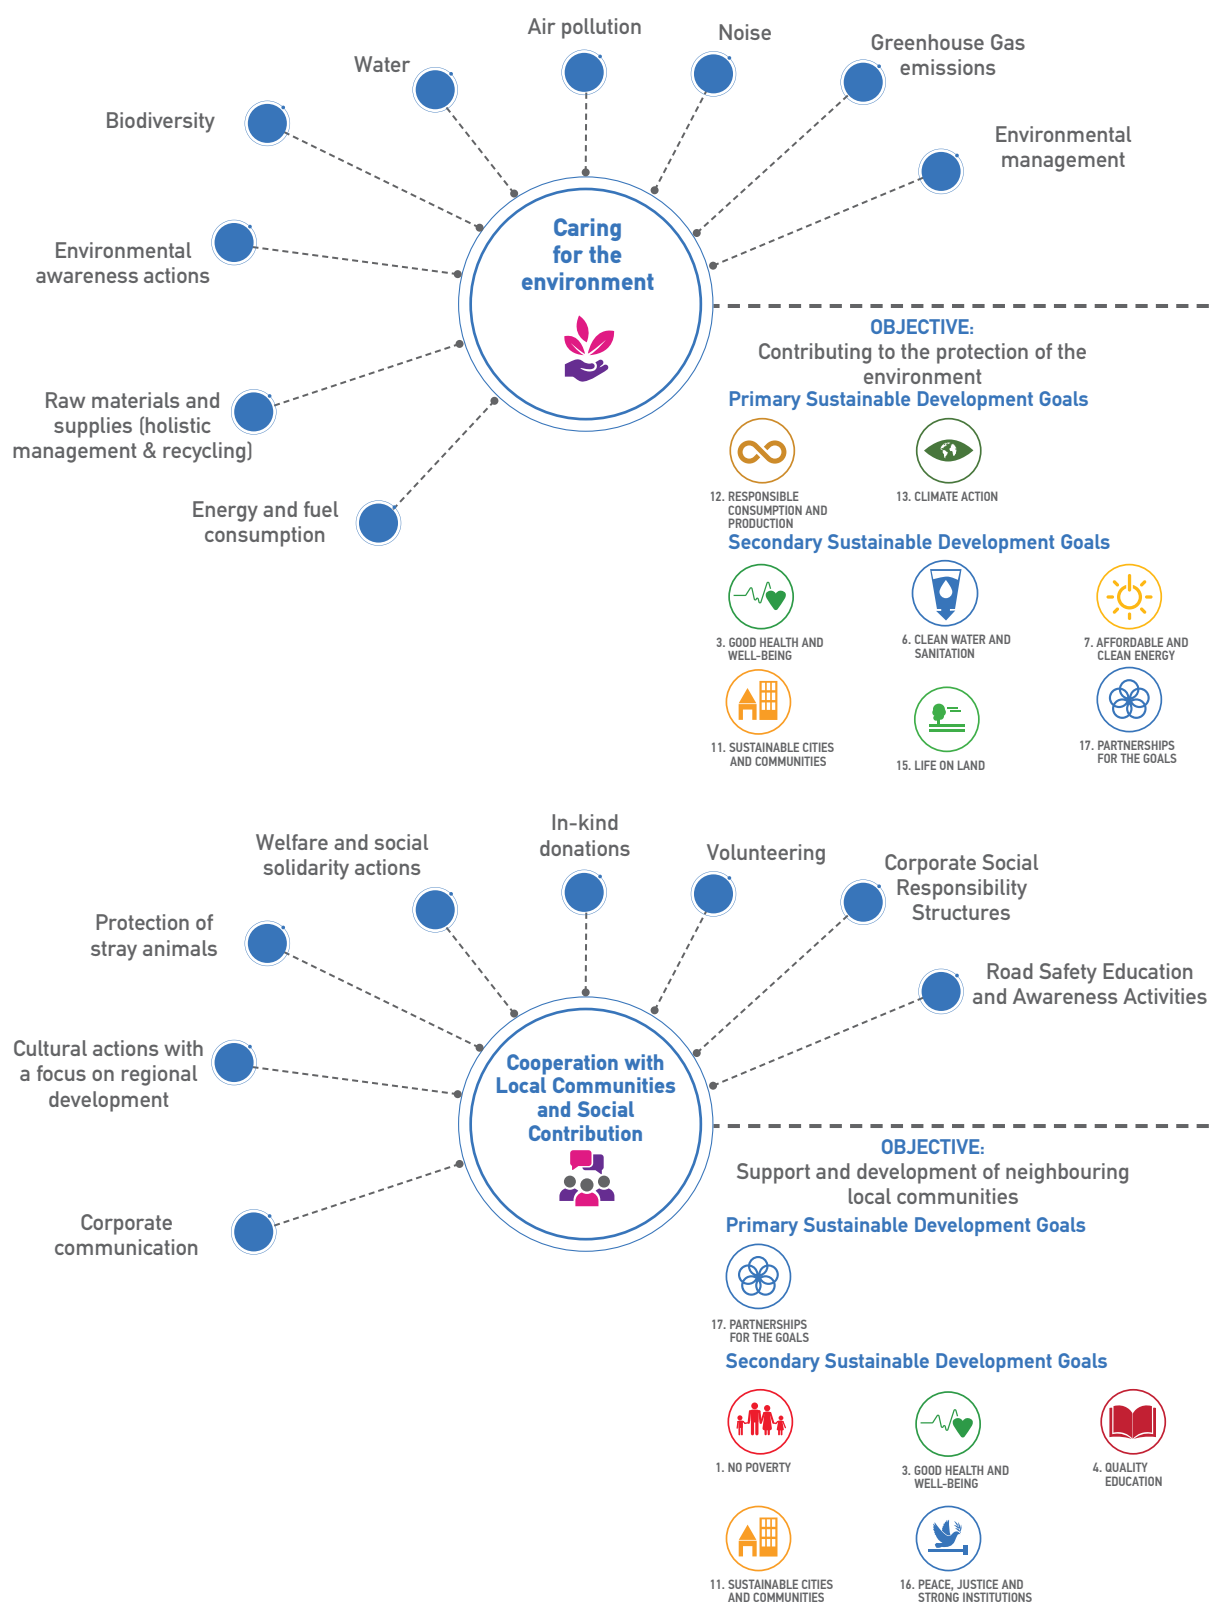 Air pollution
Noise
Greenhouse Gas
emissions
Water
Biodiversity
Environmental
management
Caring
for the
environment
Environmental
awareness actions
Raw materials and
supplies (holistic
management & recycling)
Energy and fuel
consumption
OBJECTIVE:
Contributing to the protection of the
environment
Primary Sustainable Development Goals
12. RESPONSIBLE
CONSUMPTION AND
PRODUCTION
13. CLIMATE ACTION
Secondary Sustainable Development Goals
3. GOOD HEALTH AND
WELL-BEING
6. CLEAN WATER AND
SANITATION
7. AFFORDABLE AND
CLEAN ENERGY
11. SUSTAINABLE CITIES
AND COMMUNITIES
15. LIFE ON LAND
17. PARTNERSHIPS
FOR THE GOALS
In-kind
donations
Welfare and social
solidarity actions
Volunteering
Corporate Social
Responsibility
Structures
Protection of
stray animals
Road Safety Education
and Awareness Activities
Cultural actions with
a focus on regional
development
Cooperation with
Local Communities
and Social
Contribution
Corporate
communication
OBJECTIVE:
Support and development of neighbouring
local communities
Primary Sustainable Development Goals
17. PARTNERSHIPS
FOR THE GOALS
Secondary Sustainable Development Goals
1. NO POVERTY
3. GOOD HEALTH AND
WELL-BEING
4. QUALITY
EDUCATION
11. SUSTAINABLE CITIES
AND COMMUNITIES
16. PEACE, JUSTICE AND
STRONG INSTITUTIONS